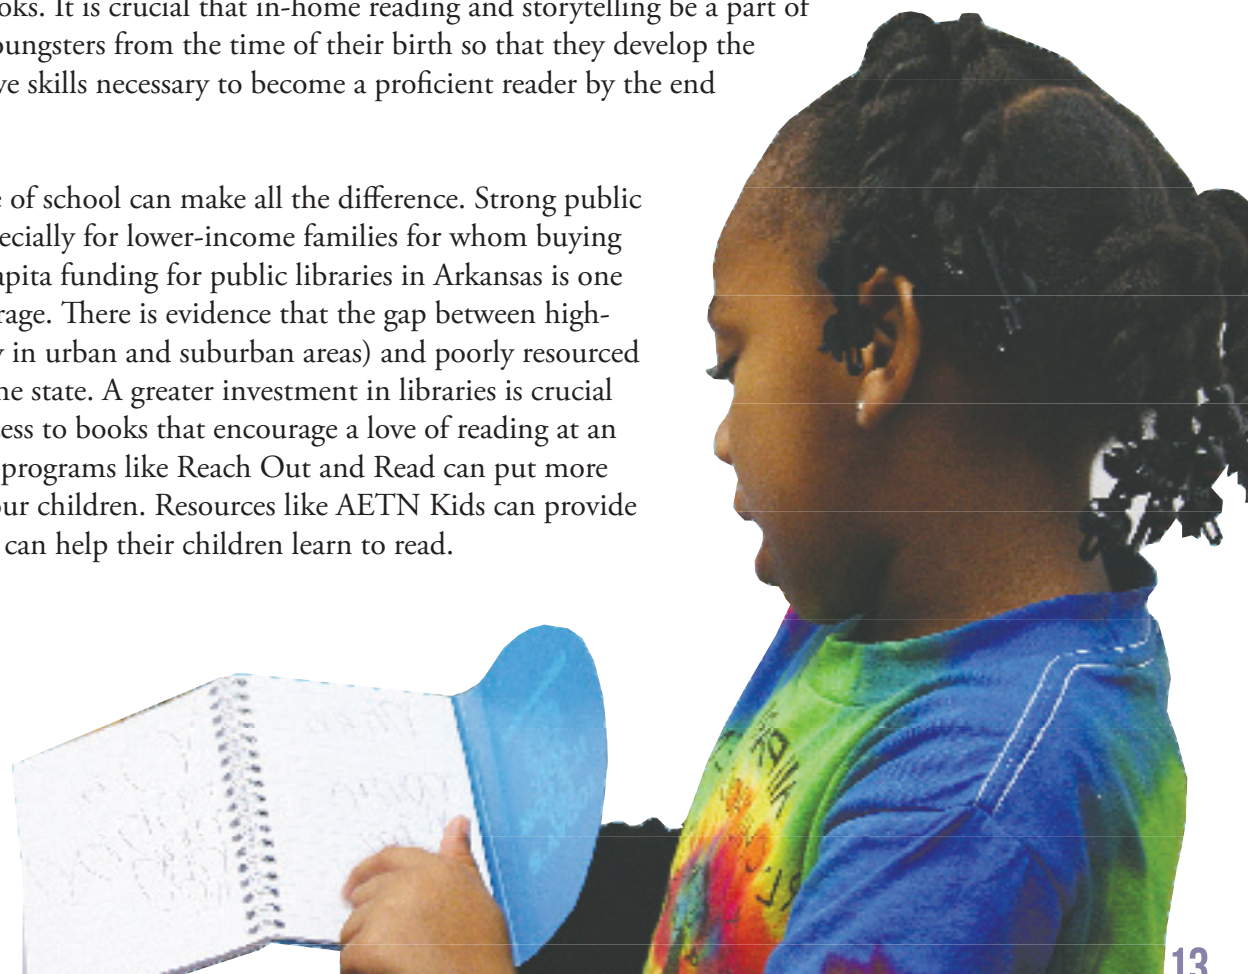 oks. It is crucial that in-home reading and storytelling be a part of
oungsters from the time of their birth so that they develop the
ve skills necessary to become a proficient reader by the end
e of school can make all the difference. Strong public
ecially for lower-income families for whom buying
apita funding for public libraries in Arkansas is one
rage. There is evidence that the gap between high-
y in urban and suburban areas) and poorly resourced
he state. A greater investment in libraries is crucial
ess to books that encourage a love of reading at an
programs like Reach Out and Read can put more
our children. Resources like AETN Kids can provide
can help their children learn to read.
13